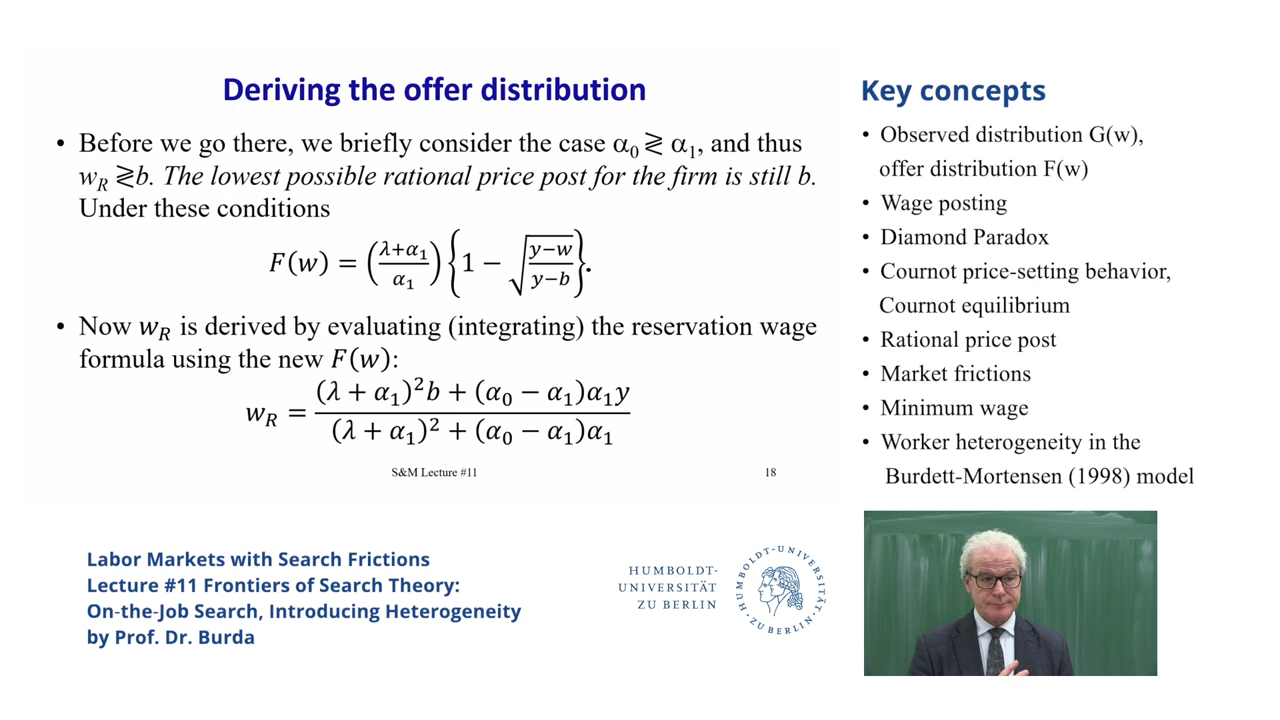 Deriving the offer distribution
• Before we go there, we briefly consider the case α₀ ≷ α₁, and thus
w_R ≷b. The lowest possible rational price post for the firm is still b.
Under these conditions
F(w) = ((λ+α₁)/α₁) {1 − √((y−w)/(y−b))}.
• Now w_R is derived by evaluating (integrating) the reservation wage
formula using the new F(w):
w_R = ((λ + α₁)²b + (α₀ − α₁)α₁y) / ((λ + α₁)² + (α₀ − α₁)α₁)
S&M Lecture #11
18
Key concepts
• Observed distribution G(w),
offer distribution F(w)
• Wage posting
• Diamond Paradox
• Cournot price-setting behavior,
Cournot equilibrium
• Rational price post
• Market frictions
• Minimum wage
• Worker heterogeneity in the
Burdett-Mortensen (1998) model
Labor Markets with Search Frictions
Lecture #11 Frontiers of Search Theory:
On-the-Job Search, Introducing Heterogeneity
by Prof. Dr. Burda
HUMBOLDT-
UNIVERSITÄT
ZU BERLIN
HUMBOLDT-UNIVERSITÄT
ZU BERLIN